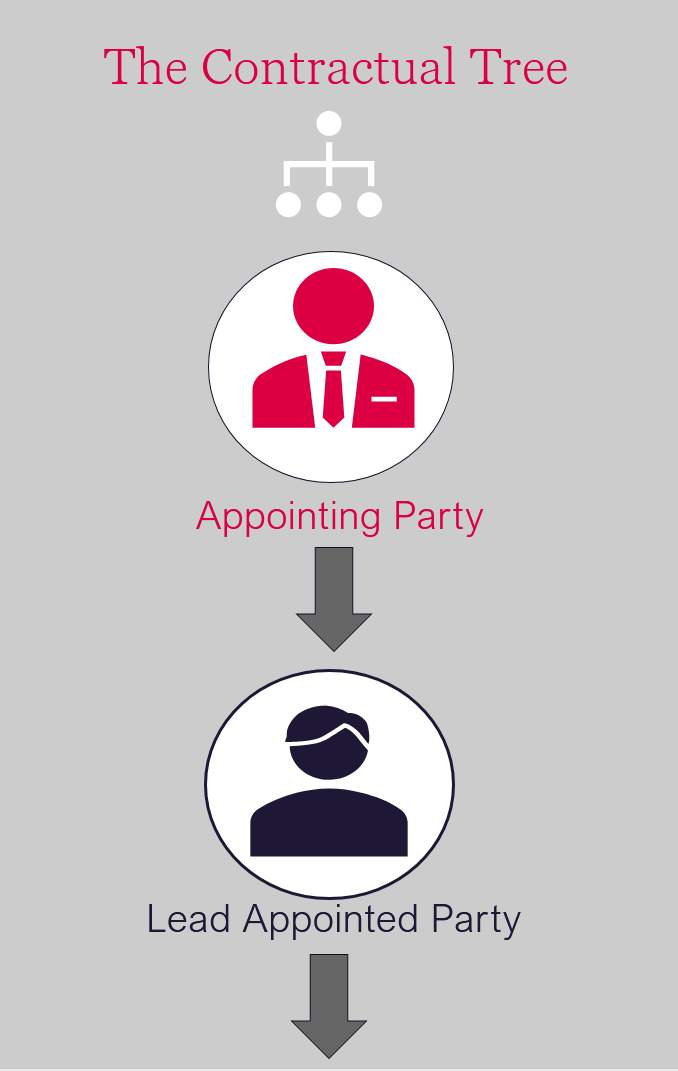 The Contractual Tree
Appointing Party
Lead Appointed Party